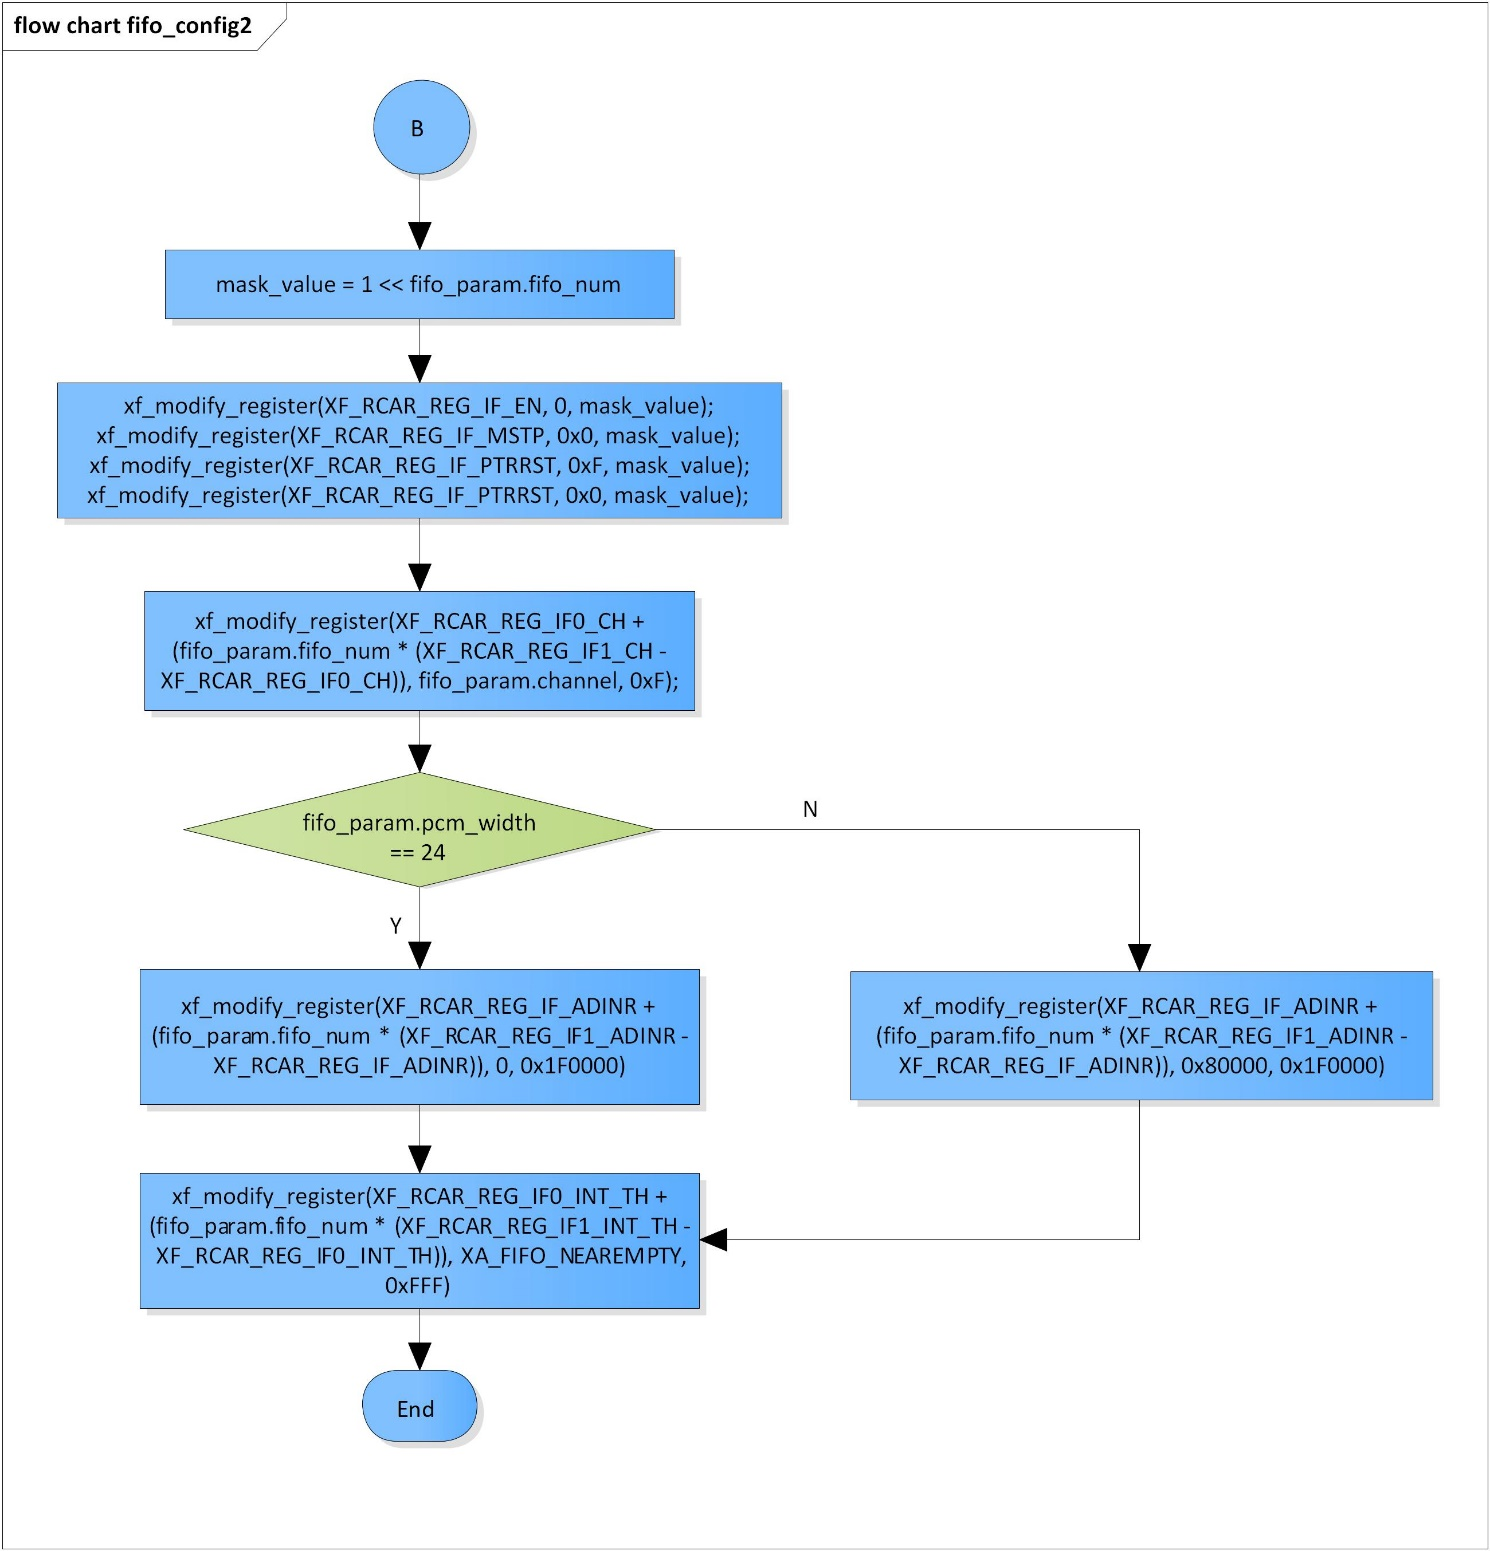 flow chart fifo_config2
B
mask_value = 1 << fifo_param.fifo_num
xf_modify_register(XF_RCAR_REG_IF_EN, 0, mask_value);
xf_modify_register(XF_RCAR_REG_IF_MSTP, 0x0, mask_value);
xf_modify_register(XF_RCAR_REG_IF_PTRRST, 0xF, mask_value);
xf_modify_register(XF_RCAR_REG_IF_PTRRST, 0x0, mask_value);
xf_modify_register(XF_RCAR_REG_IF0_CH +
(fifo_param.fifo_num * (XF_RCAR_REG_IF1_CH -
XF_RCAR_REG_IF0_CH)), fifo_param.channel, 0xF);
fifo_param.pcm_width
== 24
N
Y
xf_modify_register(XF_RCAR_REG_IF_ADINR +
(fifo_param.fifo_num * (XF_RCAR_REG_IF1_ADINR -
XF_RCAR_REG_IF_ADINR)), 0, 0x1F0000)
xf_modify_register(XF_RCAR_REG_IF_ADINR +
(fifo_param.fifo_num * (XF_RCAR_REG_IF1_ADINR -
XF_RCAR_REG_IF_ADINR)), 0x80000, 0x1F0000)
xf_modify_register(XF_RCAR_REG_IF0_INT_TH +
(fifo_param.fifo_num * (XF_RCAR_REG_IF1_INT_TH -
XF_RCAR_REG_IF0_INT_TH)), XA_FIFO_NEAREMPTY,
0xFFF)
End